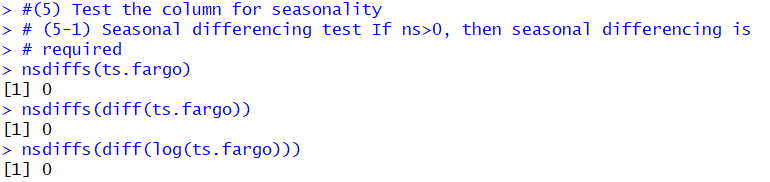 > #(5) Test the column for seasonality
> # (5-1) Seasonal differencing test If ns>0, then seasonal differencing is
> # required
> nsdiffs(ts.fargo)
[1] 0
> nsdiffs(diff(ts.fargo))
[1] 0
> nsdiffs(diff(log(ts.fargo)))
[1] 0